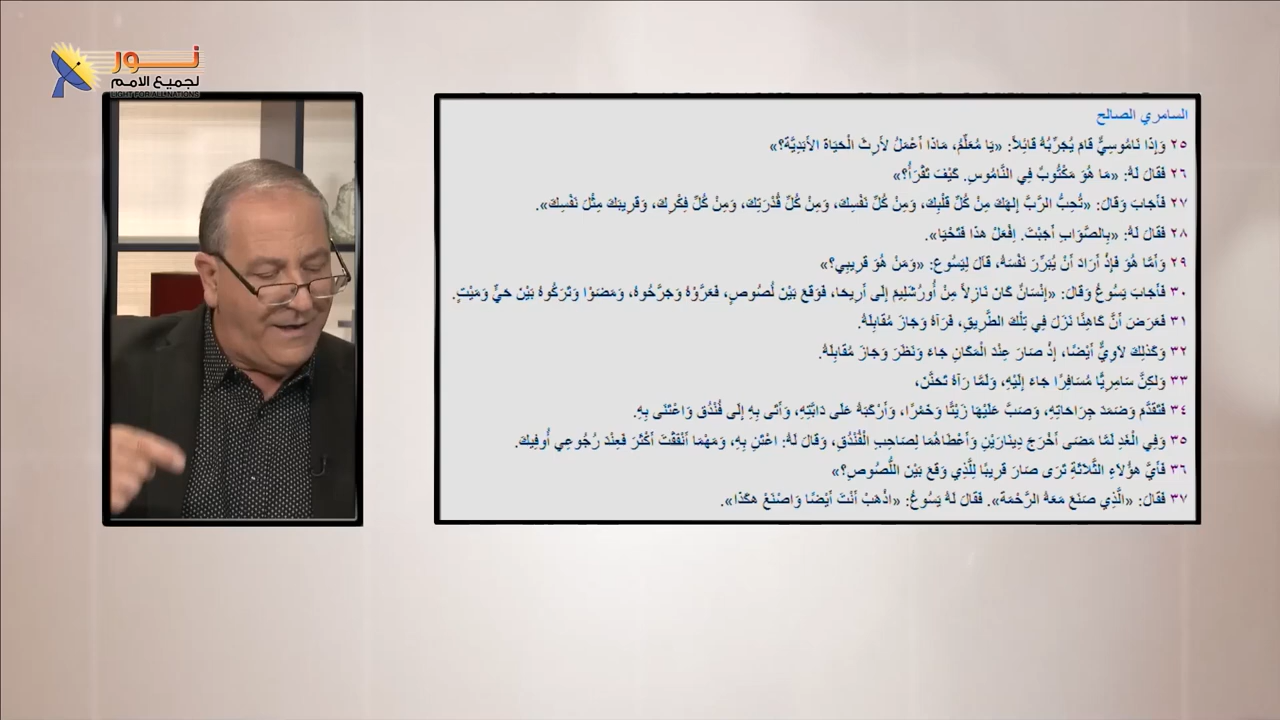 نور
لجميع الامم
LIGHT FOR ALL NATIONS
السامري الصالح
٢٥ وَإِذَا نَامُوسِيٌّ قَامَ يُجَرِّبُهُ قَائِلاً: «يَا مُعَلِّمُ، مَاذَا أَعْمَلُ لأَرِثَ الْحَيَاةَ الأَبَدِيَّةَ؟»
٢٦ فَقَالَ لَهُ: «مَا هُوَ مَكْتُوبٌ فِي النَّامُوسِ. كَيْفَ تَقْرَأُ؟»
٢٧ فَأَجَابَ وَقَالَ: «تُحِبُّ الرَّبَّ إِلهَكَ مِنْ كُلِّ قَلْبِكَ، وَمِنْ كُلِّ نَفْسِكَ، وَمِنْ كُلِّ قُدْرَتِكَ، وَمِنْ كُلِّ فِكْرِكَ، وَقَرِيبَكَ مِثْلَ نَفْسِكَ».
٢٨ فَقَالَ لَهُ: «بِالصَّوَابِ أَجَبْتَ. اِفْعَلْ هذَا فَتَحْيَا».
٢٩ وَأَمَّا هُوَ فَإِذْ أَرَادَ أَنْ يُبَرِّرَ نَفْسَهُ، قَالَ لِيَسُوعَ: «وَمَنْ هُوَ قَرِيبِي؟»
٣٠ فَأَجَابَ يَسُوعُ وَقَالَ: «إِنْسَانٌ كَانَ نَازِلاً مِنْ أُورُشَلِيمَ إِلَى أَرِيحَا، فَوَقَعَ بَيْنَ لُصُوصٍ، فَعَرَّوْهُ وَجَرَّحُوهُ، وَمَضَوْا وَتَرَكُوهُ بَيْنَ حَيٍّ وَمَيْتٍ.
٣١ فَعَرَضَ أَنَّ كَاهِنًا نَزَلَ فِي تِلْكَ الطَّرِيقِ، فَرَآهُ وَجَازَ مُقَابِلَهُ.
٣٢ وَكَذلِكَ لاَوِيٌّ أَيْضًا، إِذْ صَارَ عِنْدَ الْمَكَانِ جَاءَ وَنَظَرَ وَجَازَ مُقَابِلَهُ.
٣٣ وَلكِنَّ سَامِرِيًّا مُسَافِرًا جَاءَ إِلَيْهِ، وَلَمَّا رَآهُ تَحَنَّنَ،
٣٤ فَتَقَدَّمَ وَضَمَدَ جِرَاحَاتِهِ، وَصَبَّ عَلَيْهَا زَيْتًا وَخَمْرًا، وَأَرْكَبَهُ عَلَى دَابَّتِهِ، وَأَتَى بِهِ إِلَى فُنْدُق وَاعْتَنَى بِهِ.
٣٥ وَفِي الْغَدِ لَمَّا مَضَى أَخْرَجَ دِينَارَيْنِ وَأَعْطَاهُمَا لِصَاحِبِ الْفُنْدُقِ، وَقَالَ لَهُ: اعْتَنِ بِهِ، وَمَهْمَا أَنْفَقْتَ أَكْثَرَ فَعِنْدَ رُجُوعِي أُوفِيكَ.
٣٦ فَأَيَّ هؤُلاَءِ الثَّلاَثَةِ تَرَى صَارَ قَرِيبًا لِلَّذِي وَقَعَ بَيْنَ اللُّصُوصِ؟»
٣٧ فَقَالَ: «الَّذِي صَنَعَ مَعَهُ الرَّحْمَةَ». فَقَالَ لَهُ يَسُوعُ: «اذْهَبْ أَنْتَ أَيْضًا وَاصْنَعْ هكَذَا».